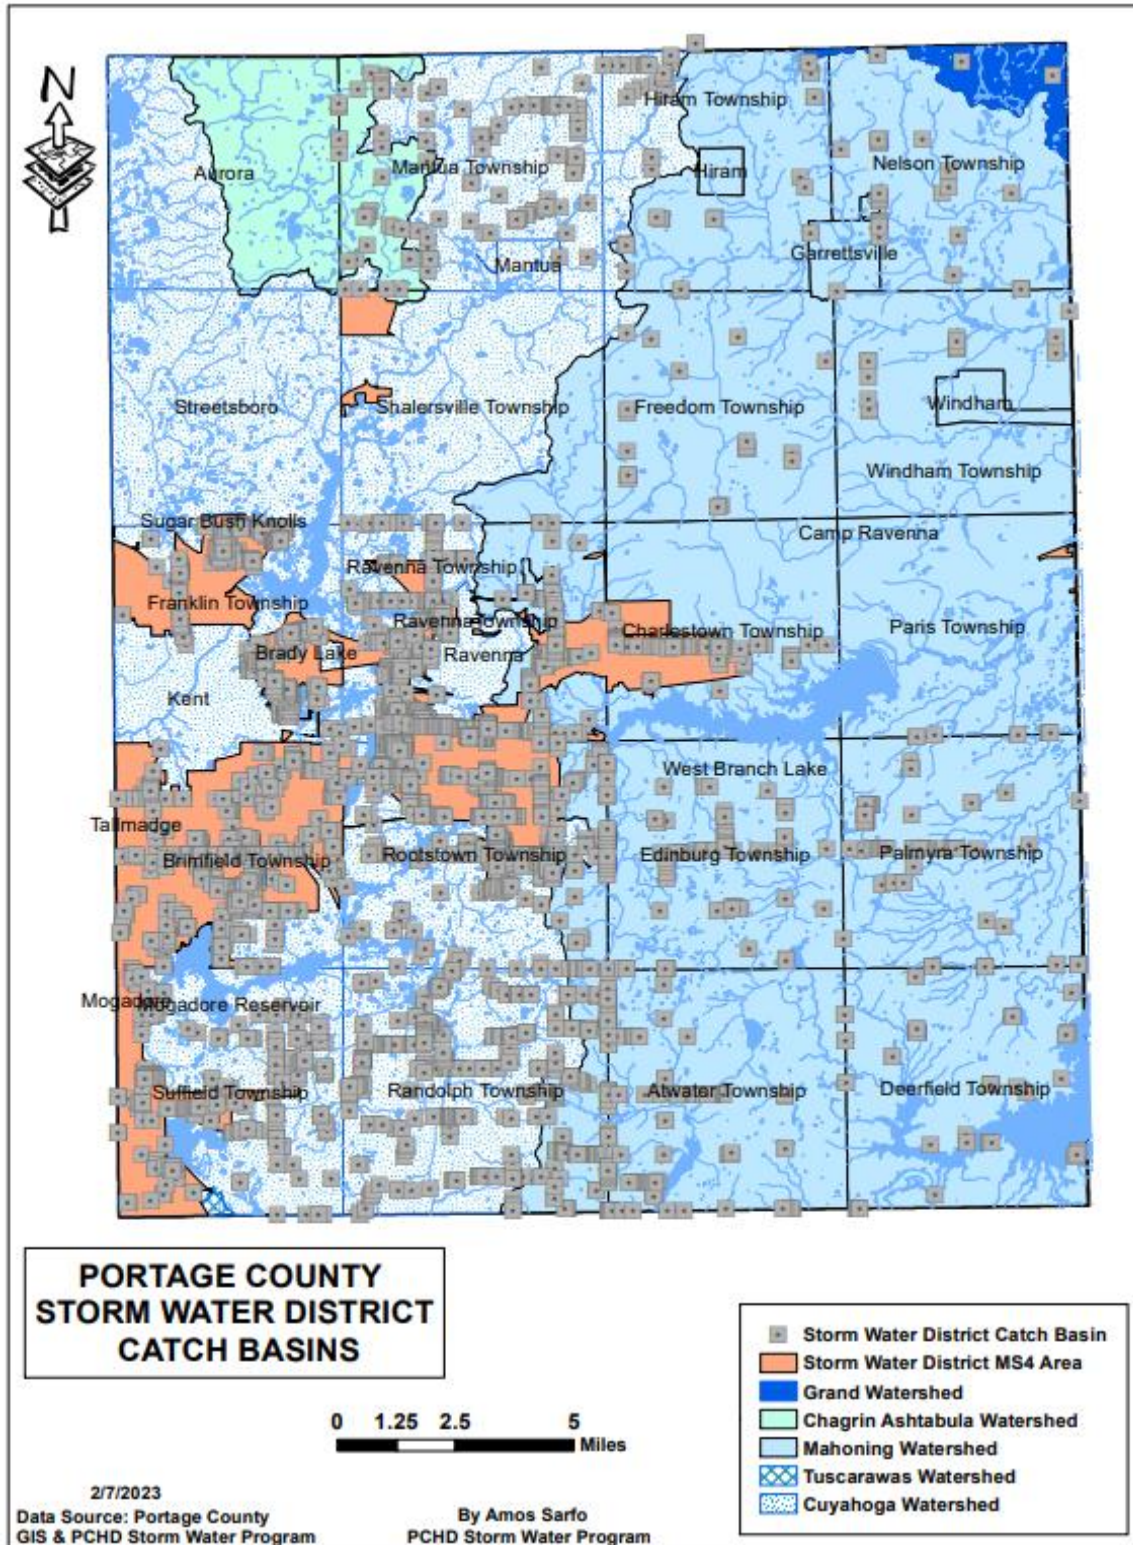 N
Hiram Township
Aurora
Mantua Township
Hiram
Nelson Township
Mantua
Garrettsville
Streetsboro
Shalersville Township
Freedom Township
Windham
Windham Township
Sugar Bush Knolls
Camp Ravenna
Ravenna Township
Franklin Township
Ravenna Township
Charlestown Township
Paris Township
Brady Lake
Ravenna
Kent
West Branch Lake
Tallmadge
Brimfield Township
Rootstown Township
Edinburg Township
Palmyra Township
Mogadore
Mogadore Reservoir
Suffield Township
Randolph Township
Atwater Township
Deerfield Township
PORTAGE COUNTY
STORM WATER DISTRICT
CATCH BASINS
0 1.25 2.5 5
Miles
2/7/2023
Data Source: Portage County
GIS & PCHD Storm Water Program
By Amos Sarfo
PCHD Storm Water Program
Storm Water District Catch Basin
Storm Water District MS4 Area
Grand Watershed
Chagrin Ashtabula Watershed
Mahoning Watershed
Tuscarawas Watershed
Cuyahoga Watershed